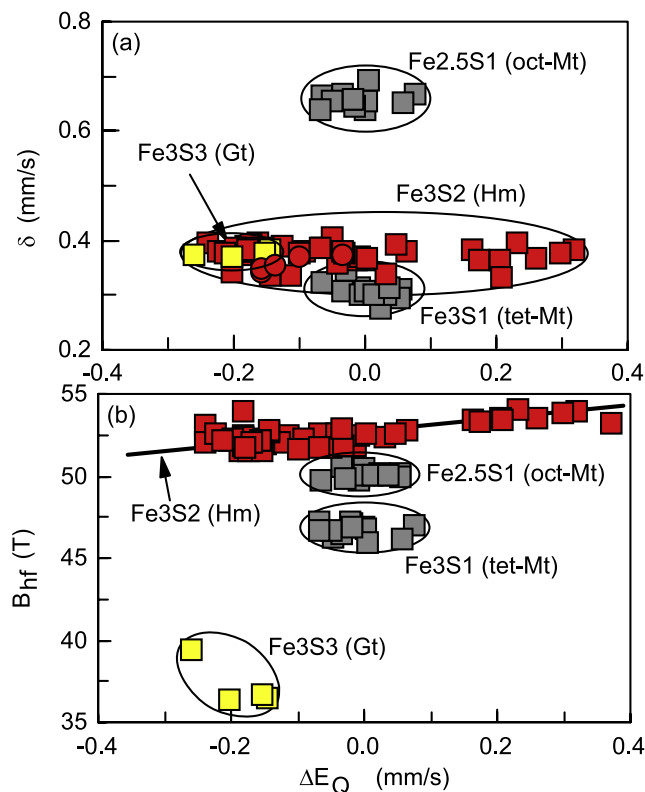 (a)
0.8
Fe2.5S1 (oct-Mt)
0.6
δ (mm/s)
Fe3S3 (Gt)
Fe3S2 (Hm)
0.4
Fe3S1 (tet-Mt)
0.2
-0.4 -0.2 0.0 0.2 0.4
(b)
55
50
Fe3S2 (Hm)
Fe2.5S1 (oct-Mt)
B_hf (T)
45
Fe3S1 (tet-Mt)
40
Fe3S3 (Gt)
35
-0.4 -0.2 0.0 0.2 0.4
ΔE_Q (mm/s)